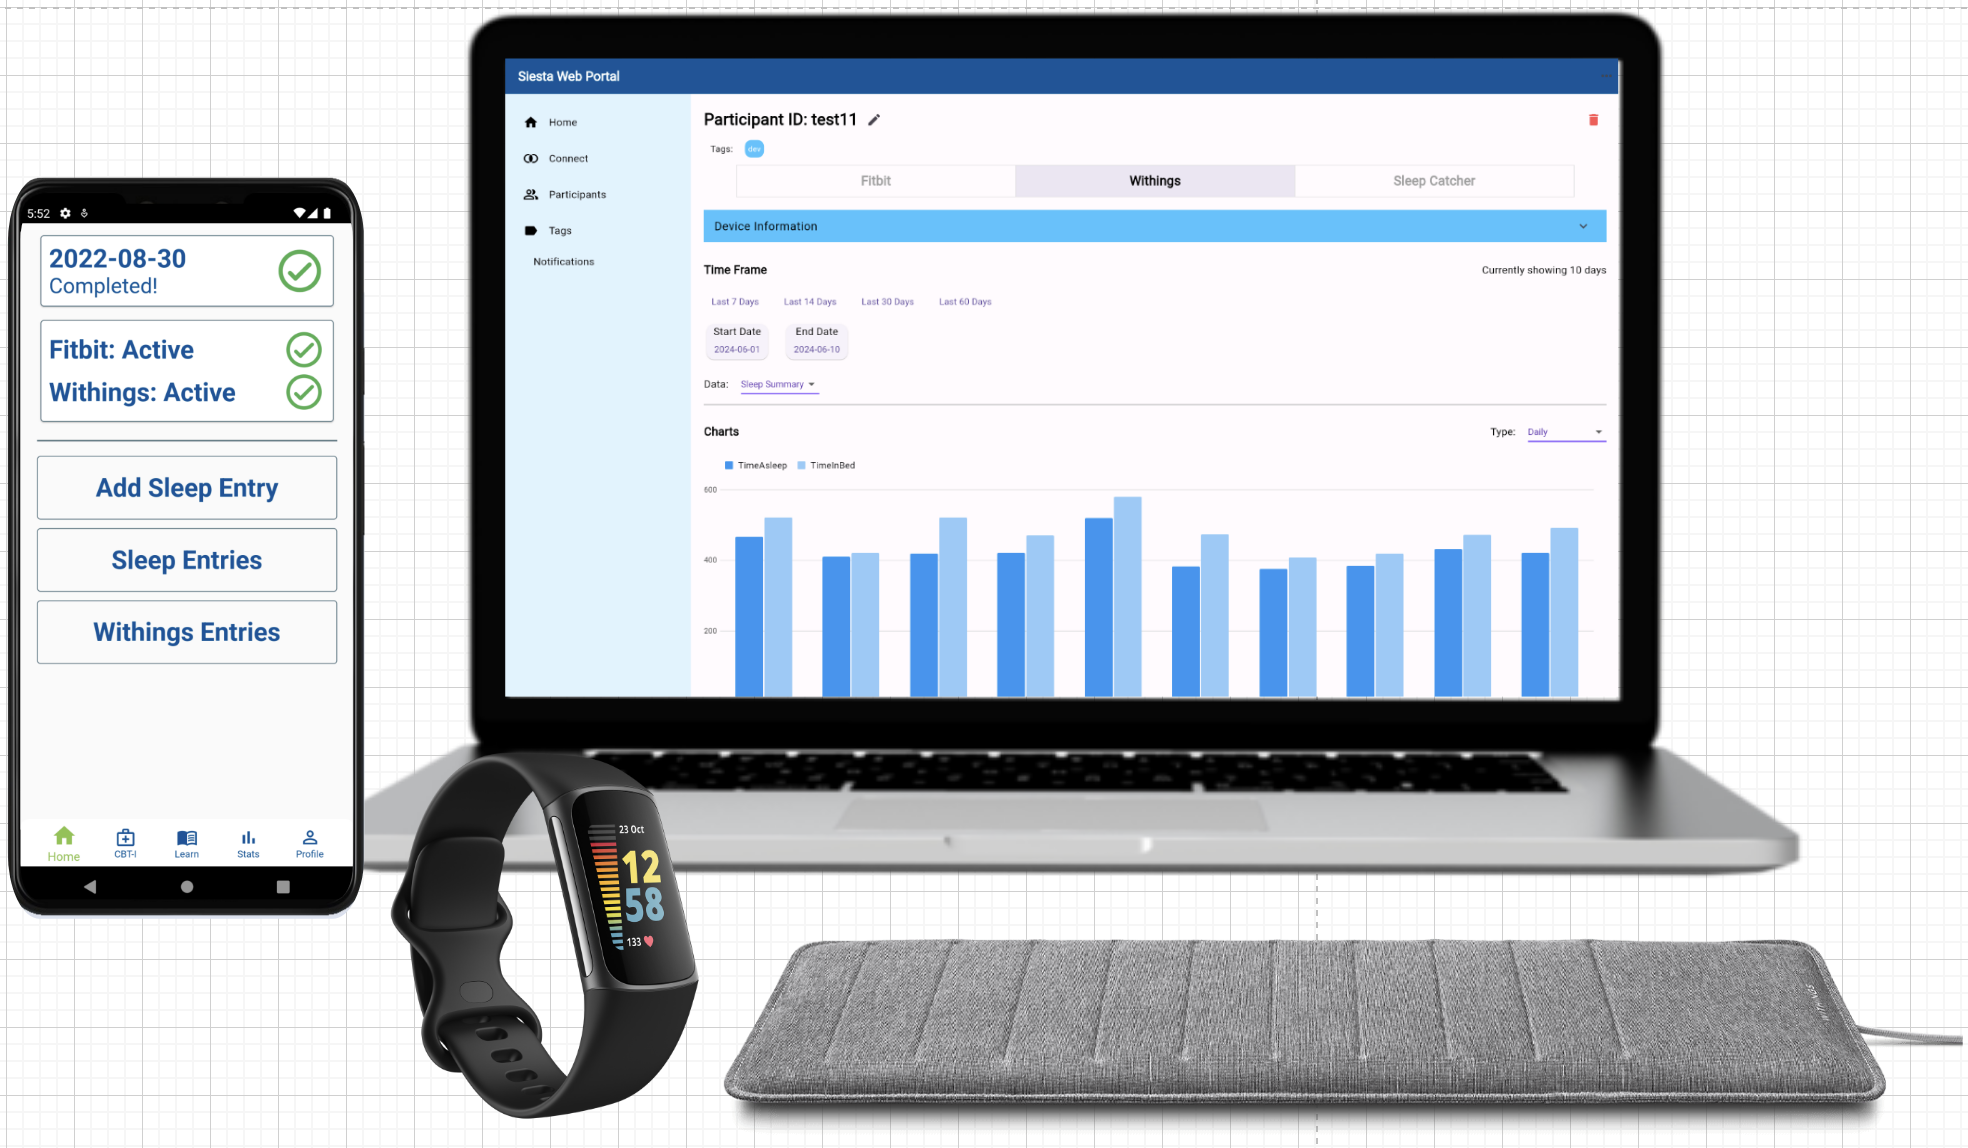 5:52
2022-08-30
Completed!
Fitbit: Active
Withings: Active
Add Sleep Entry
Sleep Entries
Withings Entries
Home
CBT-I
Learn
Stats
Profile
Siesta Web Portal
Home
Connect
Participants
Tags
Notifications
Participant ID: test11
Tags: dev
Fitbit Withings Sleep Catcher
Device Information
Time Frame Currently showing 10 days
Last 7 Days Last 14 Days Last 30 Days Last 60 Days
Start Date End Date
2024-06-01 2024-06-10
Data: Sleep Summary
Charts Type: Daily
TimeAsleep TimeInBed
600
400
200
23 Oct
12
58
133